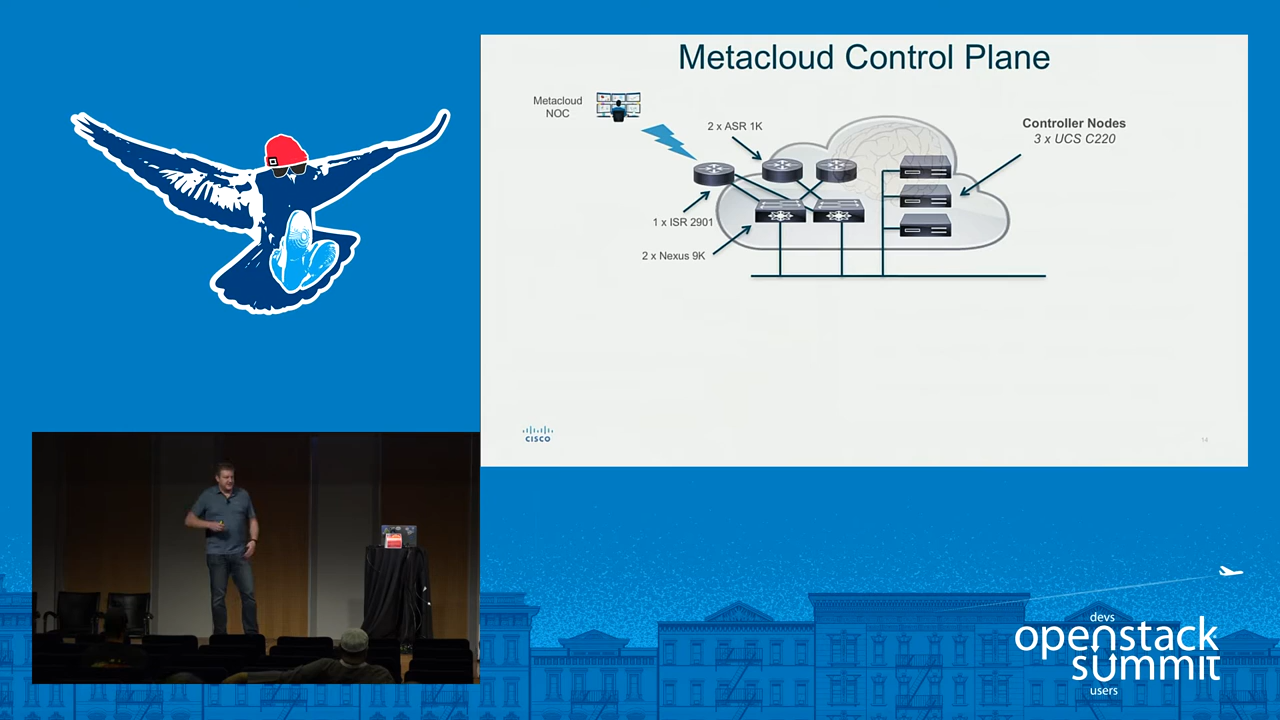 Metacloud Control Plane
Metacloud
NOC
2 x ASR 1K
Controller Nodes
3 x UCS C220
1 x ISR 2901
2 x Nexus 9K
CISCO
14
devs
openstack
summit
users